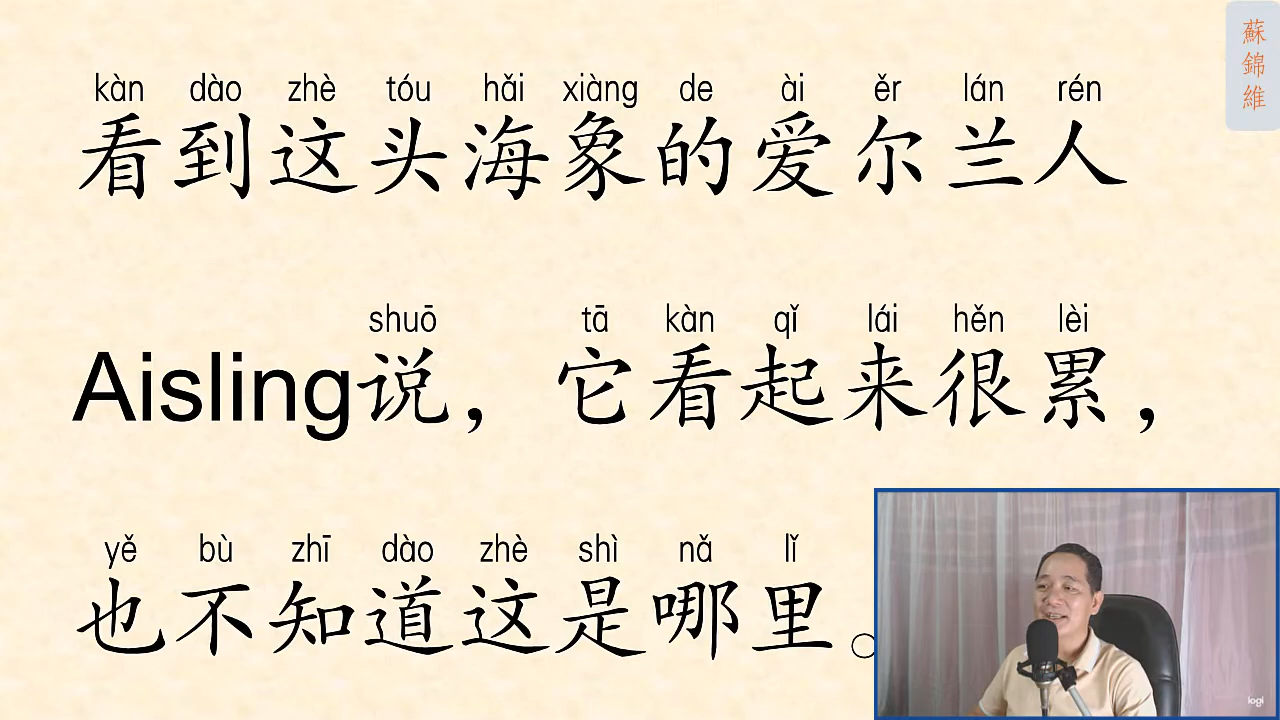 蘇錦維
kàn dào zhè tóu hǎi xiàng de ài ěr lán rén
看到这头海象的爱尔兰人
shuō tā kàn qǐ lái hěn lèi
Aisling说，它看起来很累，
yě bù zhī dào zhè shì nǎ lǐ
也不知道这是哪里。
logi